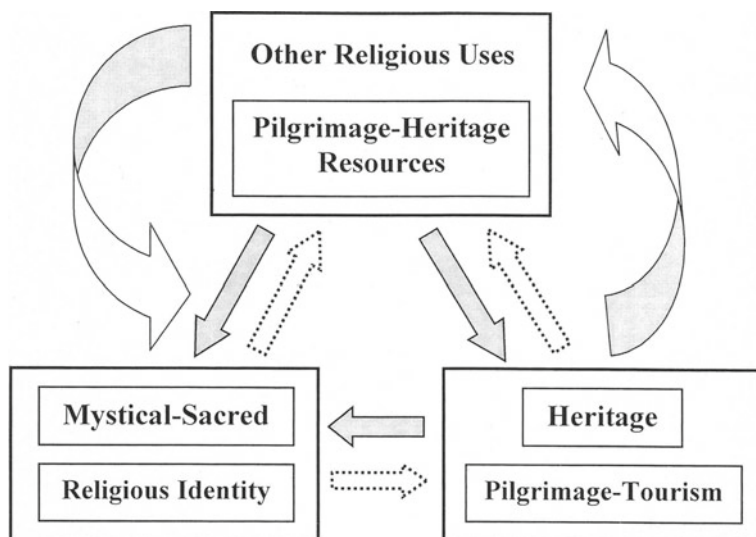 Other Religious Uses
Pilgrimage-Heritage
Resources
Mystical-Sacred
Religious Identity
Heritage
Pilgrimage-Tourism